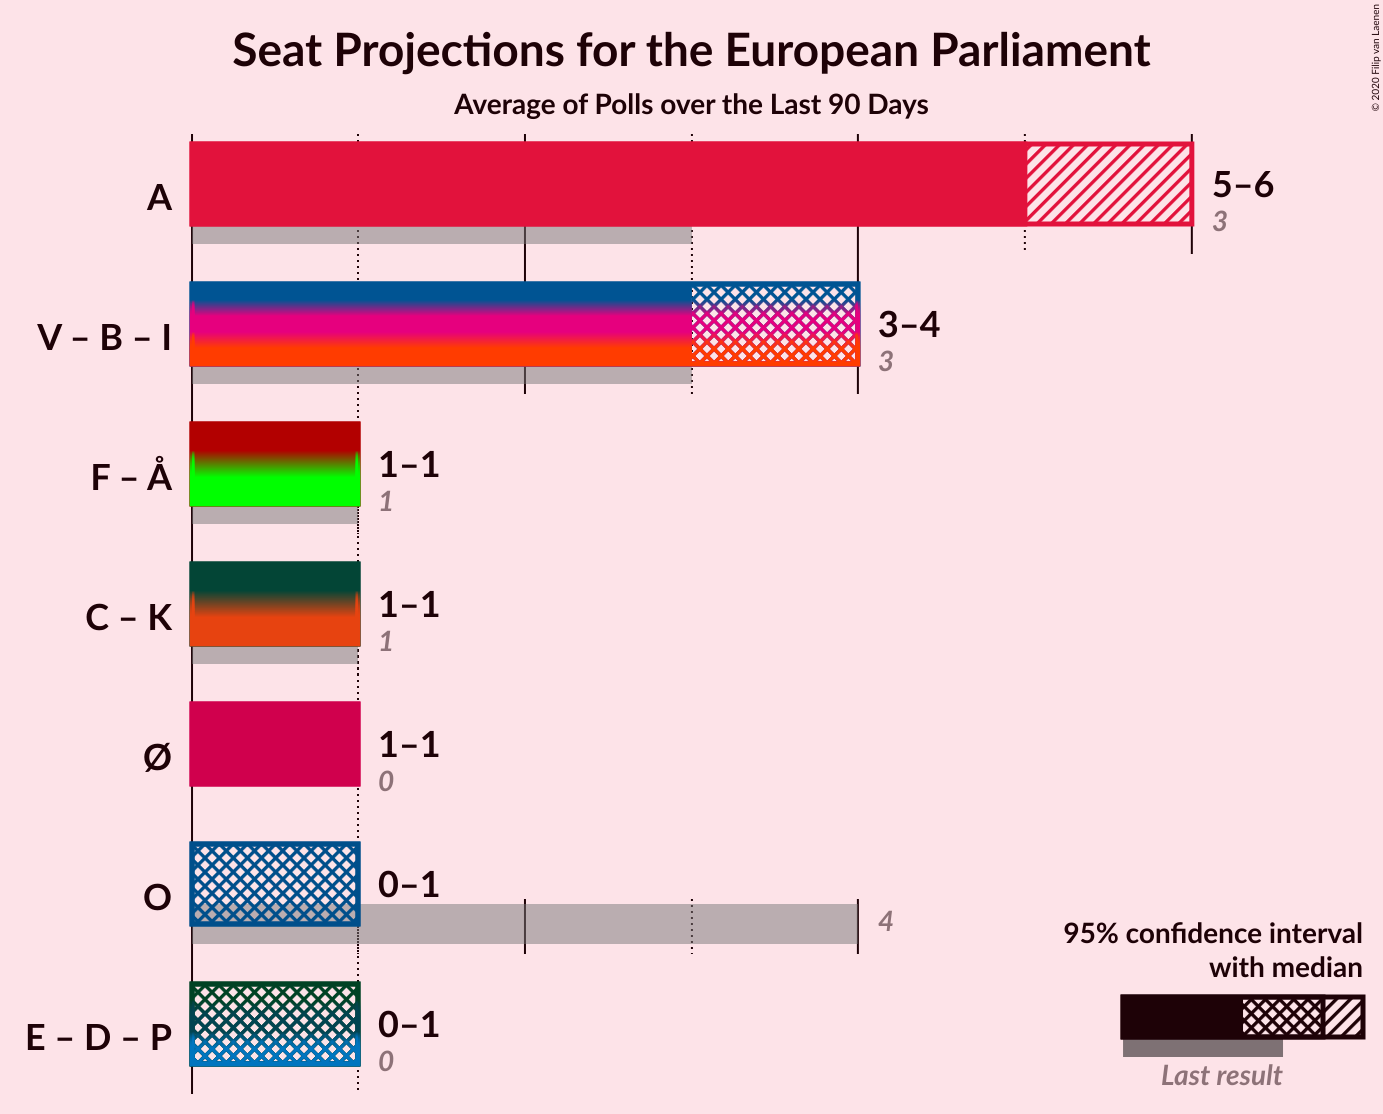 Seat Projections for the European Parliament
Average of Polls over the Last 90 Days
© 2020 Filip van Laenen
A
5–6
3
V – B – I
3–4
3
F – Å
1–1
1
C – K
1–1
1
Ø
1–1
0
O
0–1
4
E – D – P
0–1
0
95% confidence interval
with median
Last result